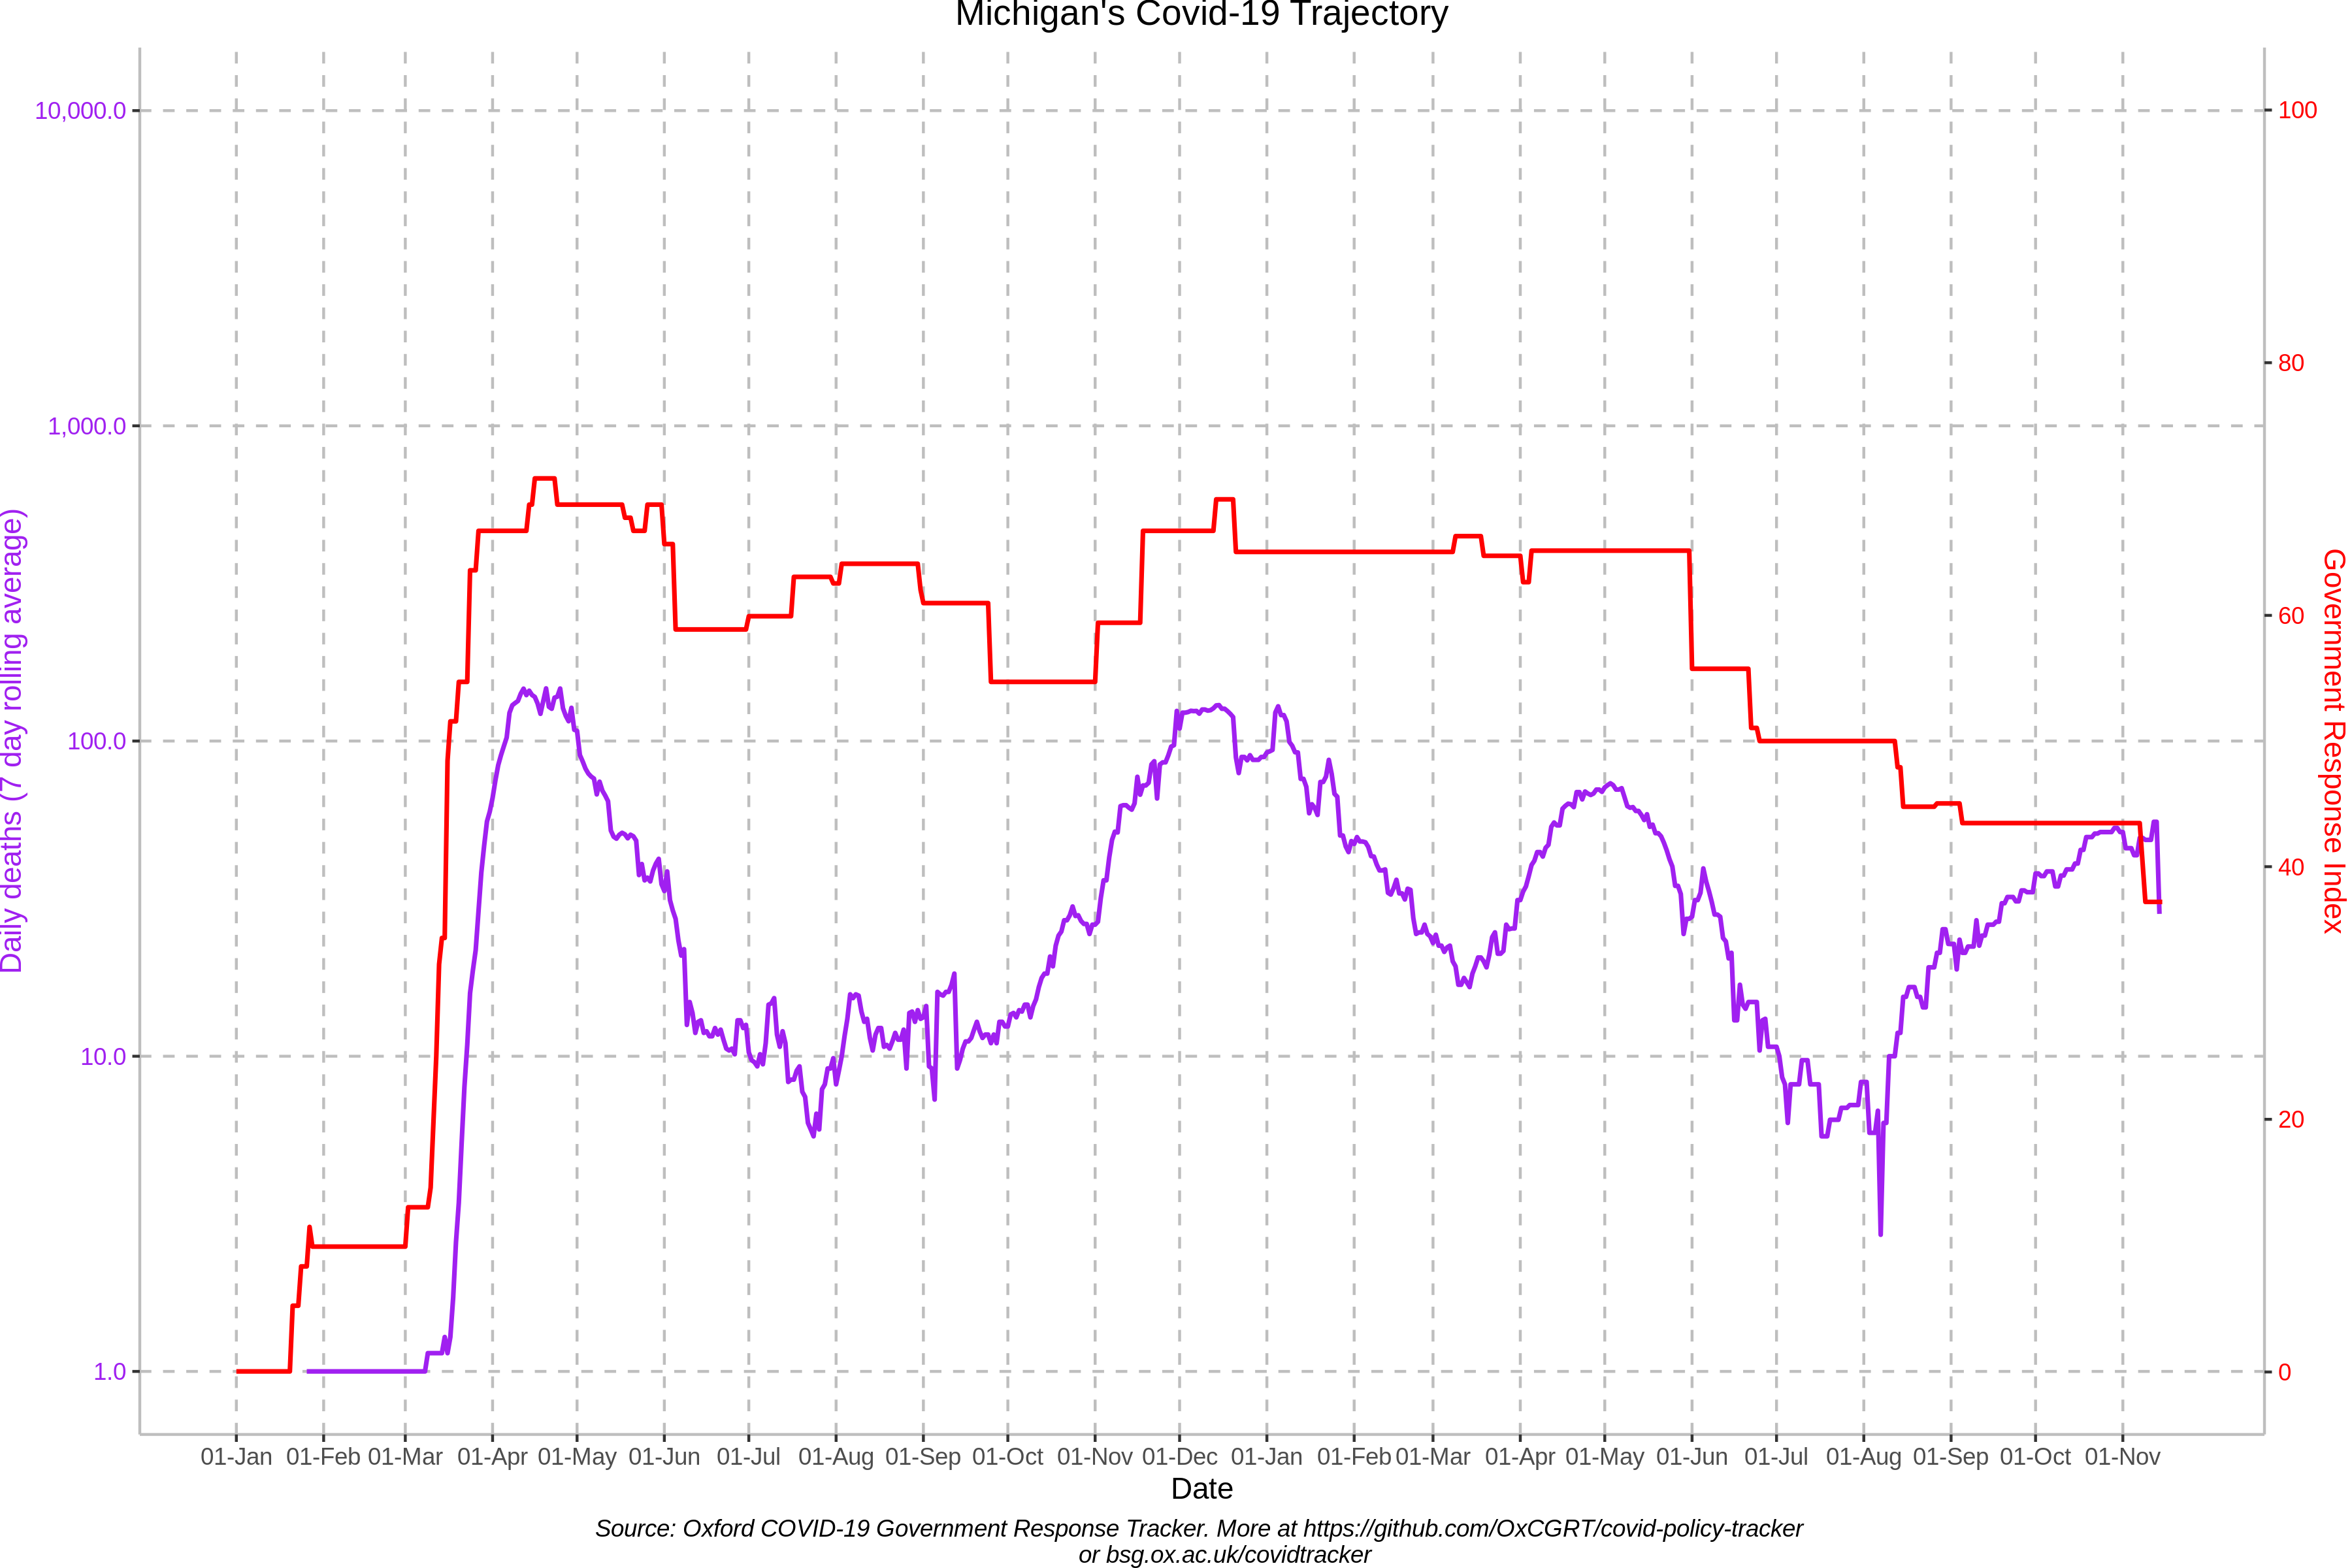 Michigan's Covid-19 Trajectory
10,000.0
1,000.0
100.0
10.0
1.0
Daily deaths (7 day rolling average)
100
80
60
40
20
0
Government Response Index
01-Jan 01-Feb 01-Mar 01-Apr 01-May 01-Jun 01-Jul 01-Aug 01-Sep 01-Oct 01-Nov 01-Dec 01-Jan 01-Feb 01-Mar 01-Apr 01-May 01-Jun 01-Jul 01-Aug 01-Sep 01-Oct 01-Nov
Date
Source: Oxford COVID-19 Government Response Tracker. More at https://github.com/OxCGRT/covid-policy-tracker
or bsg.ox.ac.uk/covidtracker